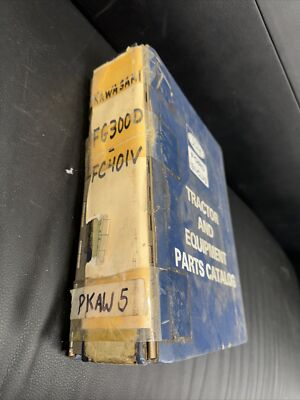 KAWASAKI
FG300D
-
FC401V
PKAW 5
TRACTOR
AND
EQUIPMENT
PARTS CATALOG